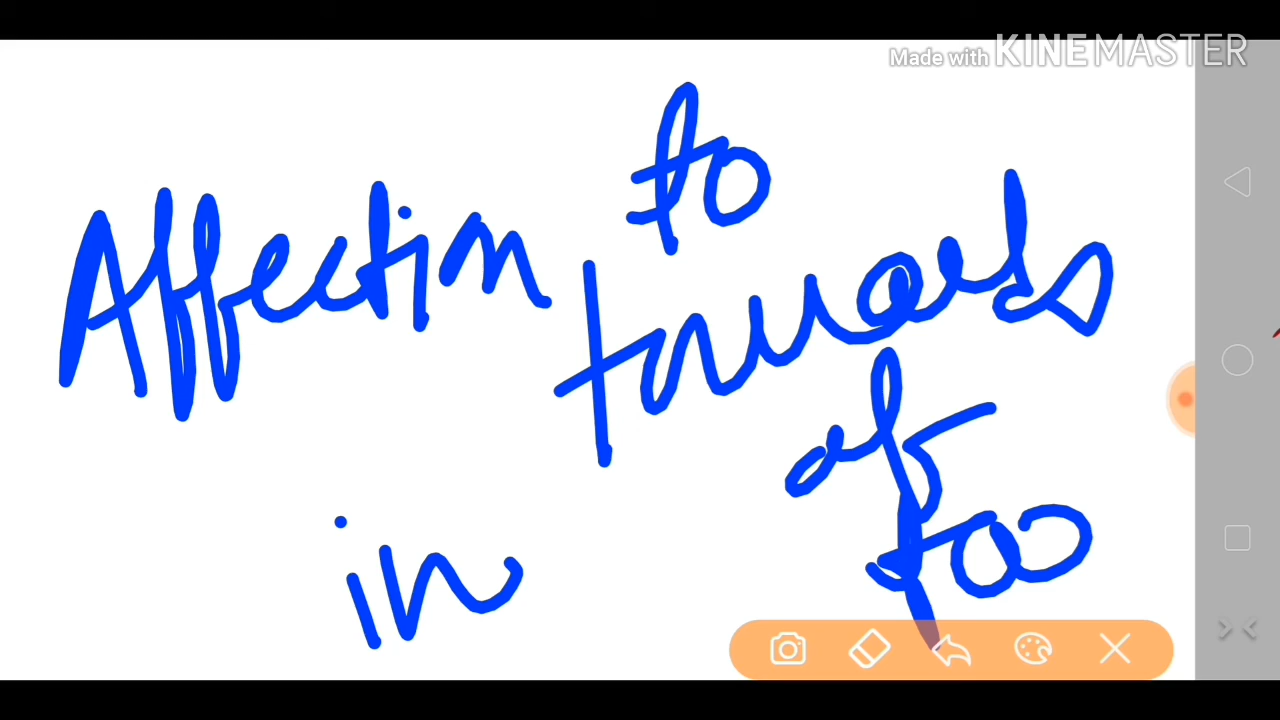 Made with KINEMASTER
to
Affection
towards
of
too
in